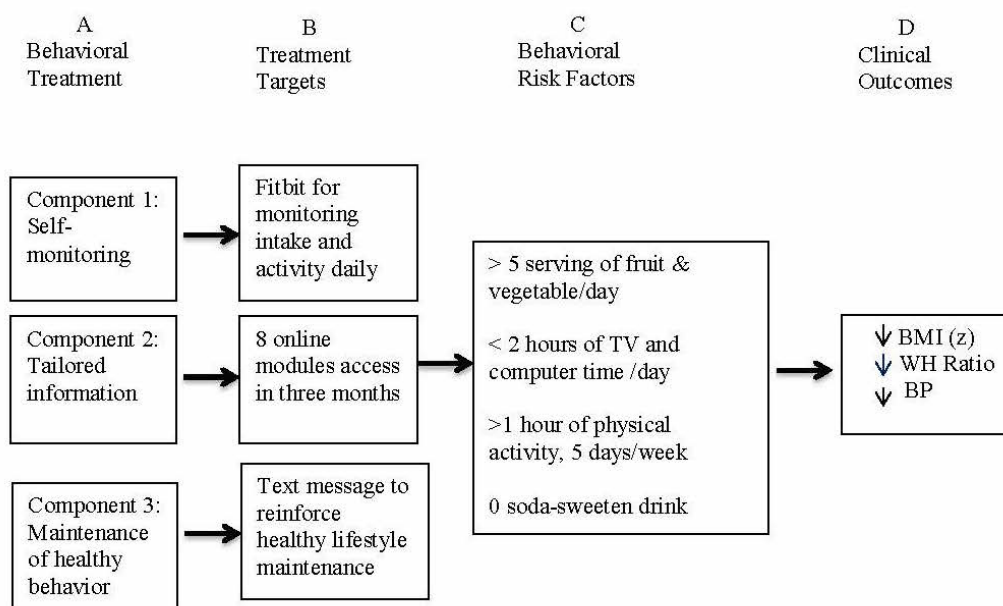 A
Behavioral
Treatment
B
Treatment
Targets
C
Behavioral
Risk Factors
D
Clinical
Outcomes
Component 1:
Self-
monitoring
Fitbit for
monitoring
intake and
activity daily
Component 2:
Tailored
information
8 online
modules access
in three months
Component 3:
Maintenance
of healthy
behavior
Text message to
reinforce
healthy lifestyle
maintenance
> 5 serving of fruit &
vegetable/day
< 2 hours of TV and
computer time /day
>1 hour of physical
activity, 5 days/week
0 soda-sweeten drink
↓ BMI (z)
↓ WH Ratio
↓ BP